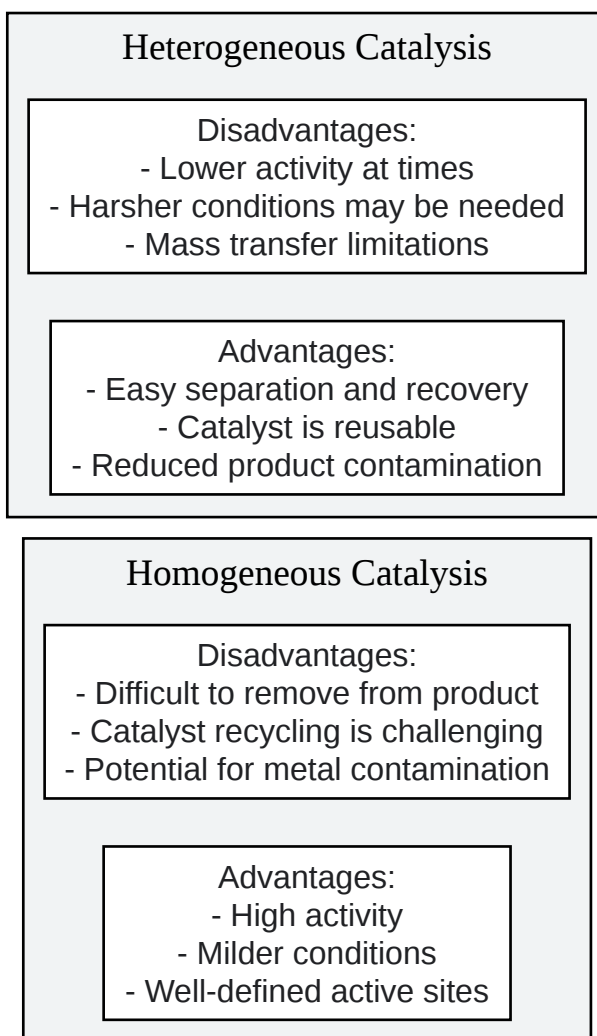 Heterogeneous Catalysis
Disadvantages:
- Lower activity at times
- Harsher conditions may be needed
- Mass transfer limitations
Advantages:
- Easy separation and recovery
- Catalyst is reusable
- Reduced product contamination
Homogeneous Catalysis
Disadvantages:
- Difficult to remove from product
- Catalyst recycling is challenging
- Potential for metal contamination
Advantages:
- High activity
- Milder conditions
- Well-defined active sites